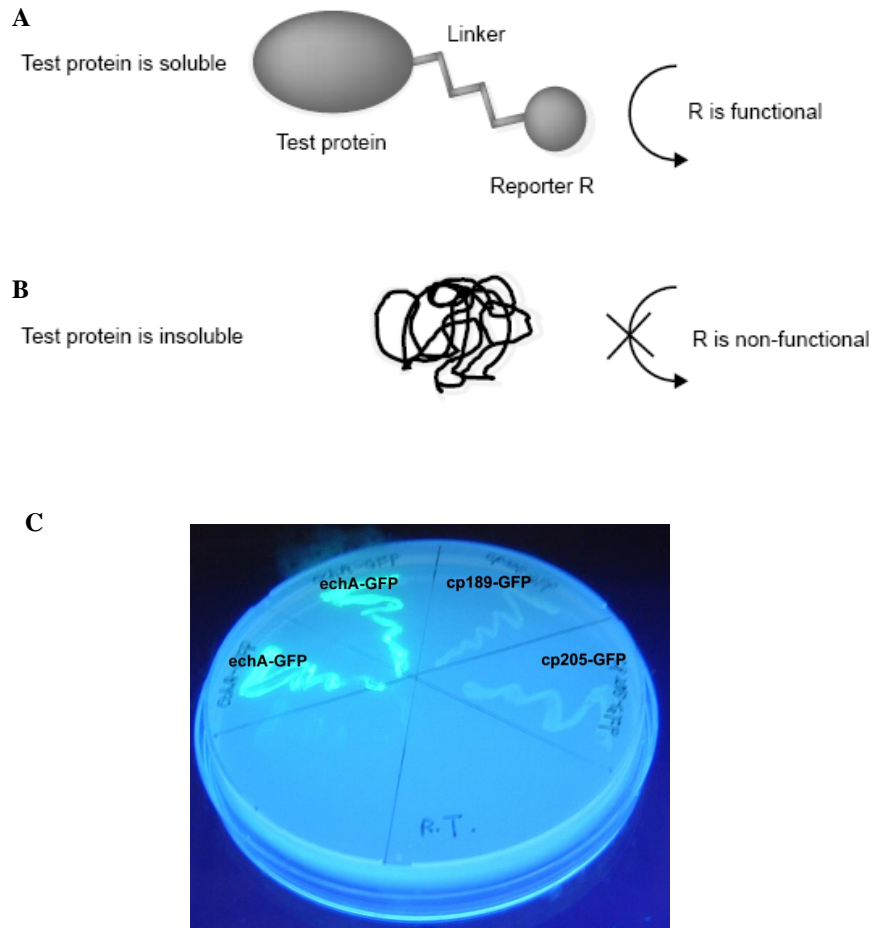 A
Linker
Test protein is soluble
R is functional
Test protein
Reporter R
B
Test protein is insoluble
R is non-functional
C
echA-GFP
cp189-GFP
echA-GFP
cp205-GFP
R.T.